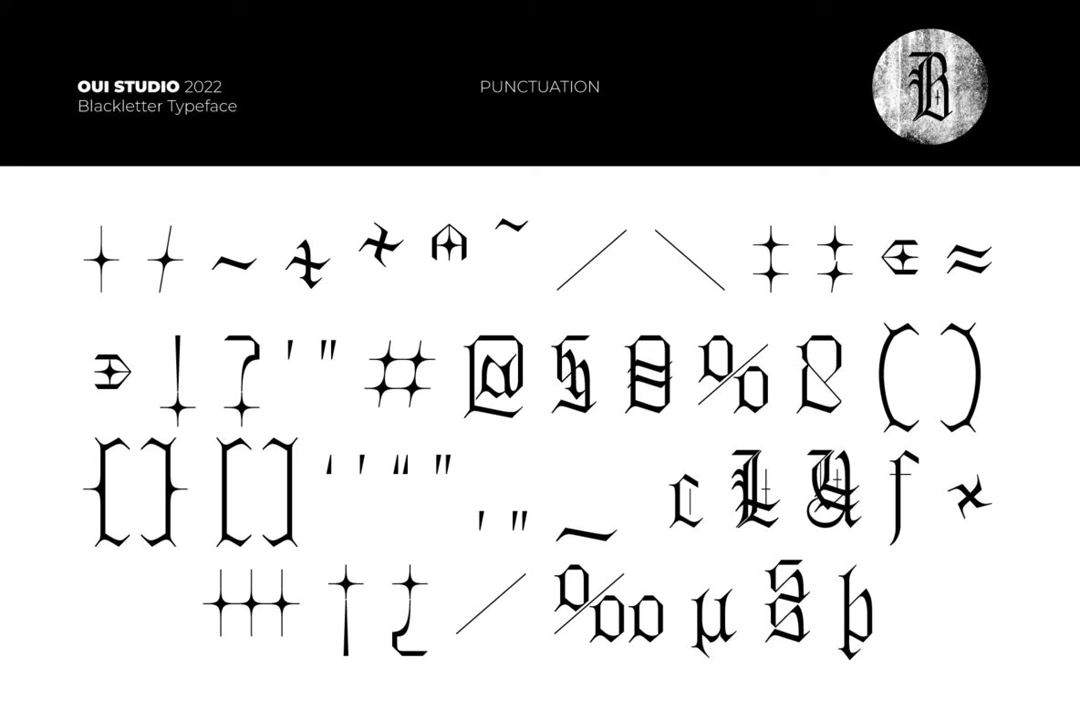 OUI STUDIO 2022
Blackletter Typeface
PUNCTUATION
B
~ ~ / \ ≈
! ? ' " # @ § % ( )
{ } [ ] ‘ ’ “ ” ‚ „ _ ¢ £ ƒ
¡ ¿ ⁄ ‰ µ þ